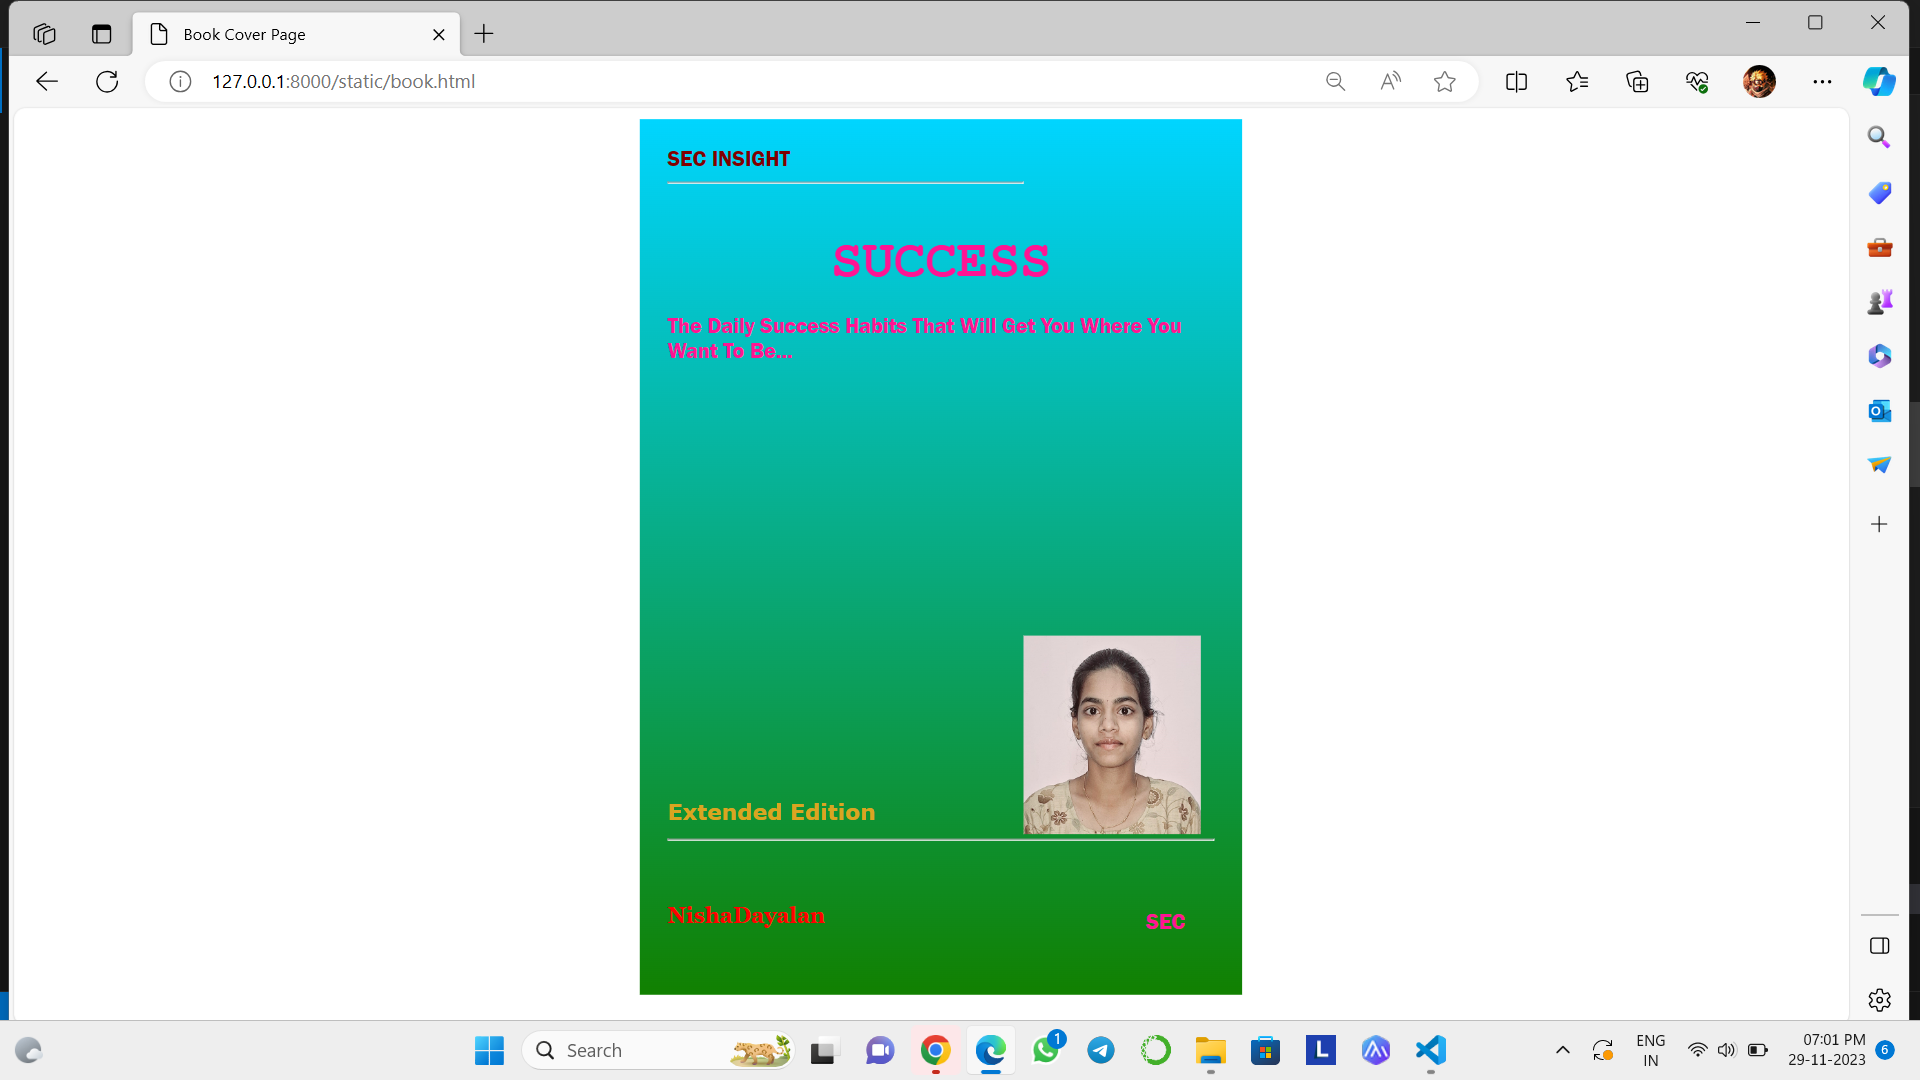 Book Cover Page
127.0.0.1:8000/static/book.html
SEC INSIGHT
SUCCESS
The Daily Success Habits That Will Get You Where You
Want To Be...
Extended Edition
NishaDayalan
SEC
Search
1
L
ENG
IN
07:01 PM
29-11-2023
6